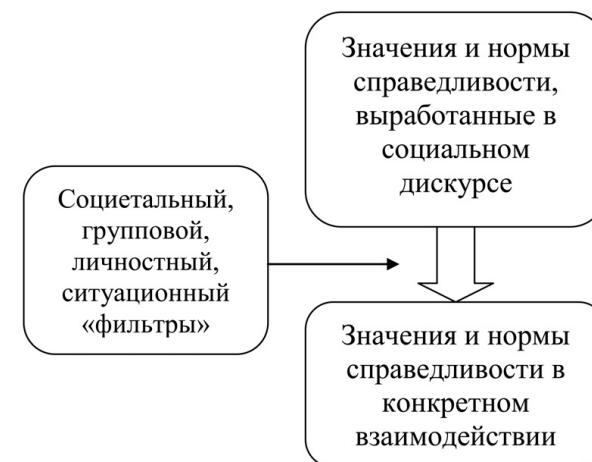 Значения и нормы
справедливости,
выработанные в
социальном
дискурсе
Социетальный,
групповой,
личностный,
ситуационный
«фильтры»
Значения и нормы
справедливости в
конкретном
взаимодействии